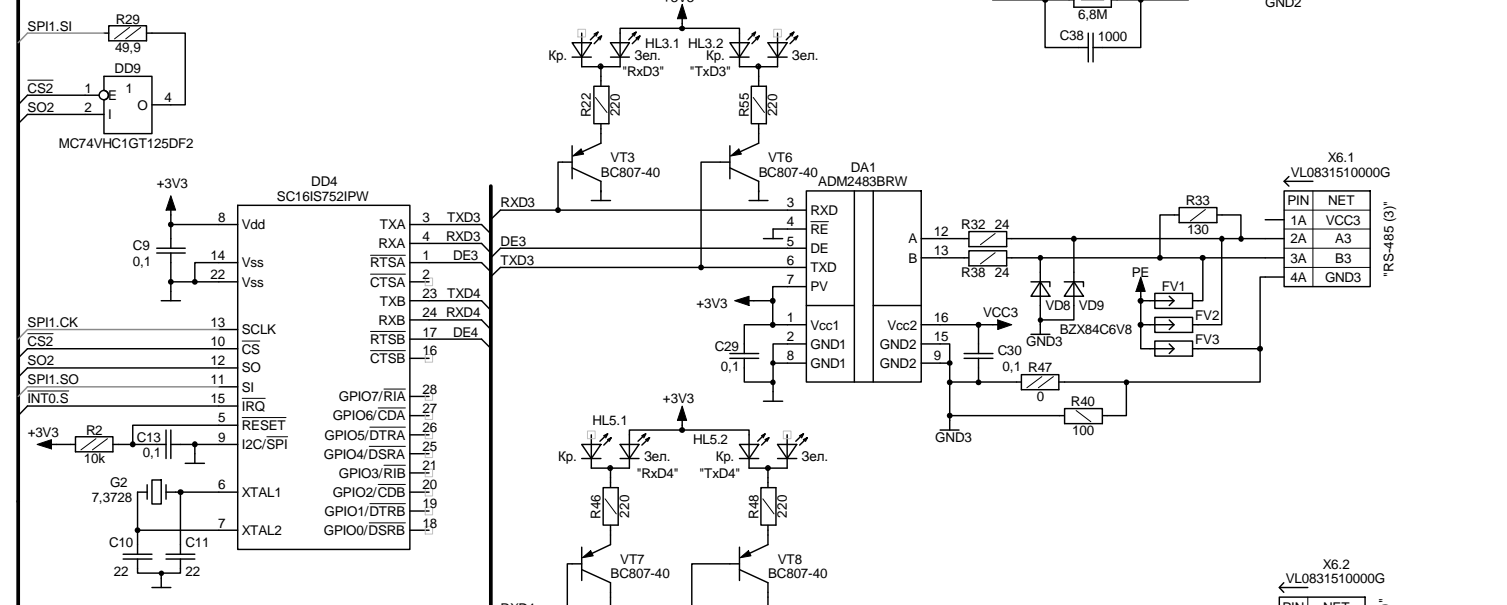 SPI1.SI
R29
49,9
DD9
CS2
1
E
1
O
4
SO2
2
I
MC74VHC1GT125DF2
+3V3
DD4
SC16IS752IPW
8
Vdd
C9
0,1
14
Vss
22
Vss
SPI1.CK
13
SCLK
CS2
10
CS
SO2
12
SO
SPI1.SO
11
SI
INT0.S
15
IRQ
5
RESET
+3V3
R2
10k
C13
0,1
9
I2C/SPI
G2
7,3728
6
XTAL1
7
XTAL2
C10
22
C11
22
TXA
3
TXD3
RXA
4
RXD3
RTSA
1
DE3
CTSA
2
TXB
23
TXD4
RXB
24
RXD4
RTSB
17
DE4
CTSB
16
GPIO7/RIA
28
GPIO6/CDA
27
GPIO5/DTRA
26
GPIO4/DSRA
25
GPIO3/RIB
21
GPIO2/CDB
20
GPIO1/DTRB
19
GPIO0/DSRB
18
+3V3
HL3.1
Кр.
Зел.
"RxD3"
HL3.2
Кр.
Зел.
"TxD3"
R22
220
R55
220
VT3
BC807-40
VT6
BC807-40
RXD3
DE3
TXD3
DA1
ADM2483BRW
3
RXD
4
RE
5
DE
6
TXD
7
PV
+3V3
1
Vcc1
2
GND1
8
GND1
C29
0,1
A
12
B
13
R32 24
R38 24
Vcc2
16
VCC3
GND2
15
GND2
9
C30
0,1
R47
0
R40
100
GND3
VD8
VD9
GND3
BZX84C6V8
R33
130
PE
FV1
FV2
FV3
X6.1
VL0831510000G
PIN NET
1A VCC3
2A A3
3A B3
4A GND3
"RS-485 (3)"
6,8M
C38
1000
GND2
+3V3
HL5.1
Кр.
Зел.
"RxD4"
HL5.2
Кр.
Зел.
"TxD4"
R46
220
R48
220
VT7
BC807-40
VT8
BC807-40
RXD4
X6.2
VL0831510000G
PIN NET